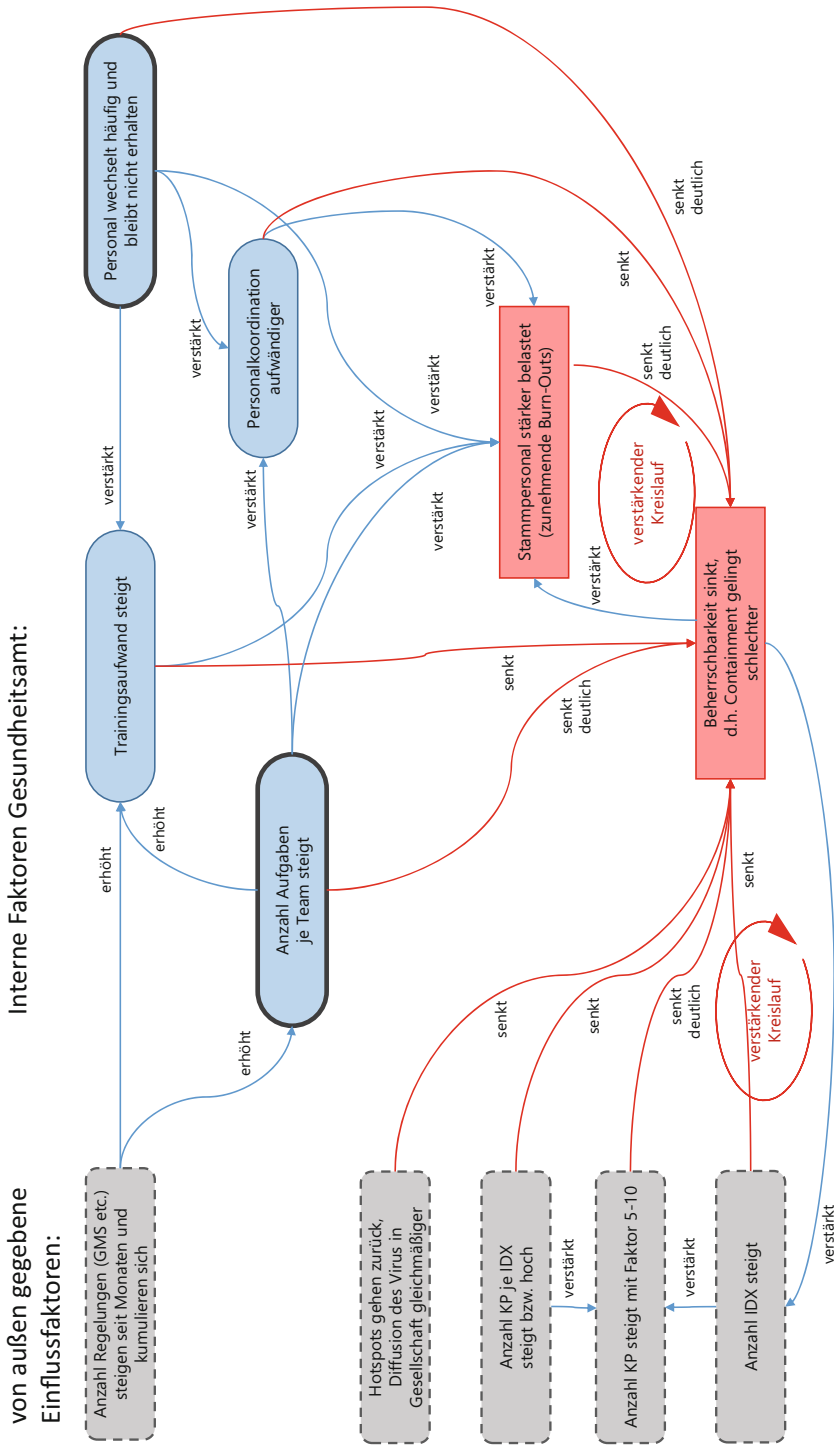 von außen gegebene
Einflussfaktoren:
Interne Faktoren Gesundheitsamt:
Anzahl Regelungen (GMS etc.)
steigen seit Monaten und
kumulieren sich
erhöht
erhöht
erhöht
Trainingsaufwand steigt
verstärkt
Personal wechselt häufig und
bleibt nicht erhalten
Anzahl Aufgaben
je Team steigt
verstärkt
Personalkoordination
aufwändiger
verstärkt
Hotspots gehen zurück,
Diffusion des Virus in
Gesellschaft gleichmäßiger
senkt
senkt
deutlich
senkt
verstärkt
verstärkt
verstärkt
verstärkt
Anzahl KP je IDX
steigt bzw. hoch
senkt
Stammpersonal stärker belastet
(zunehmende Burn-Outs)
verstärkt
verstärkt
Anzahl KP steigt mit Faktor 5-10
senkt
deutlich
verstärkender
Kreislauf
senkt
deutlich
senkt
senkt
deutlich
verstärkt
Anzahl IDX steigt
verstärkender
Kreislauf
senkt
Beherrschbarkeit sinkt,
d.h. Containment gelingt
schlechter
verstärkt